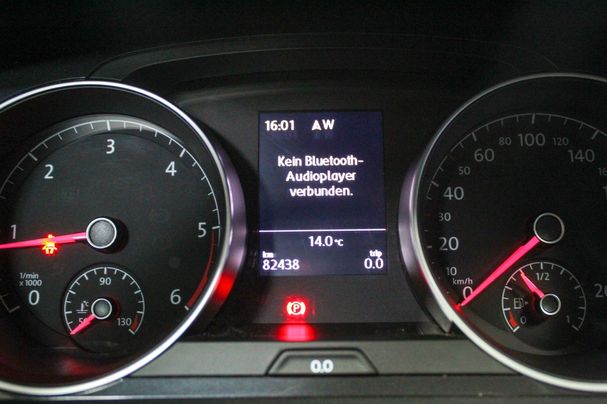 16:01 AW
Kein Bluetooth-
Audioplayer
verbunden.
14.0 °C
km trip
82438 0.0
0.0
1/min
x 1000
0
1
2
3
4
5
6
90
130
0
20
40
60
80
100
120
140
km/h
0
1/2
1
P